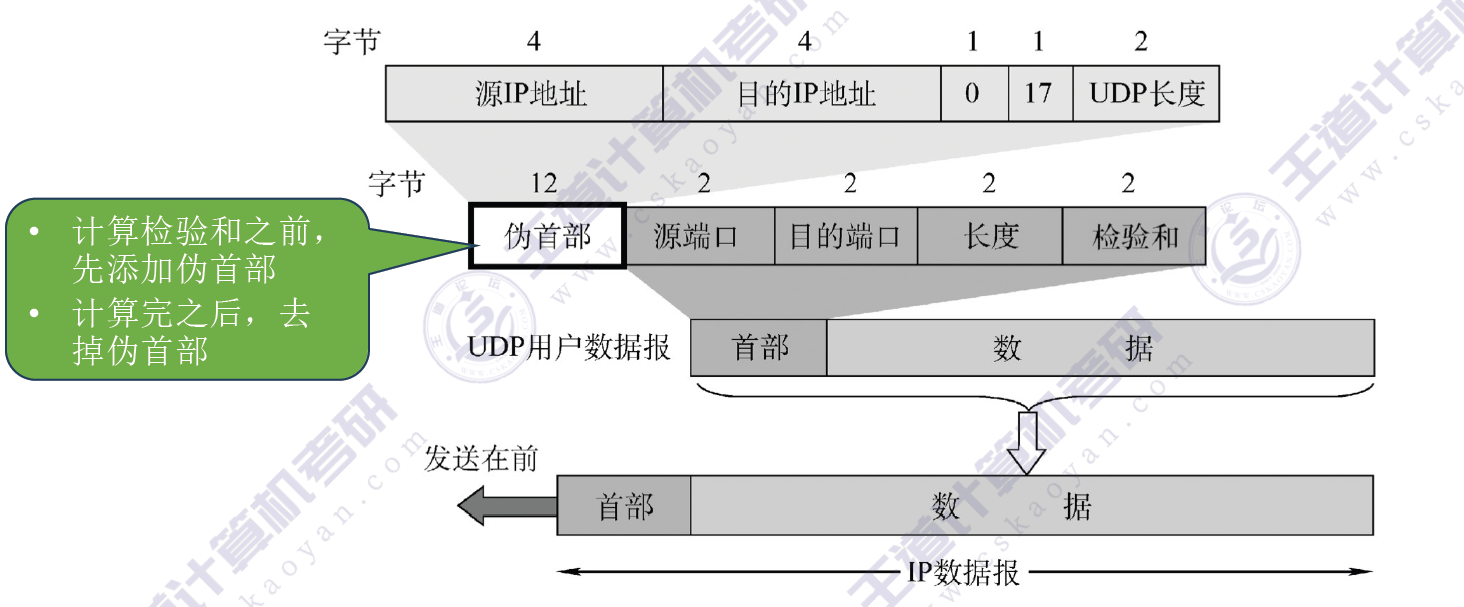 字节 4 4 1 1 2
源IP地址 目的IP地址 0 17 UDP长度
字节 12 2 2 2 2
伪首部 源端口 目的端口 长度 检验和
• 计算检验和之前，
先添加伪首部
• 计算完之后，去
掉伪首部
UDP用户数据报 首部 数 据
发送在前
首部 数 据
IP数据报
王道计算机考研
www.cskaoyan.com